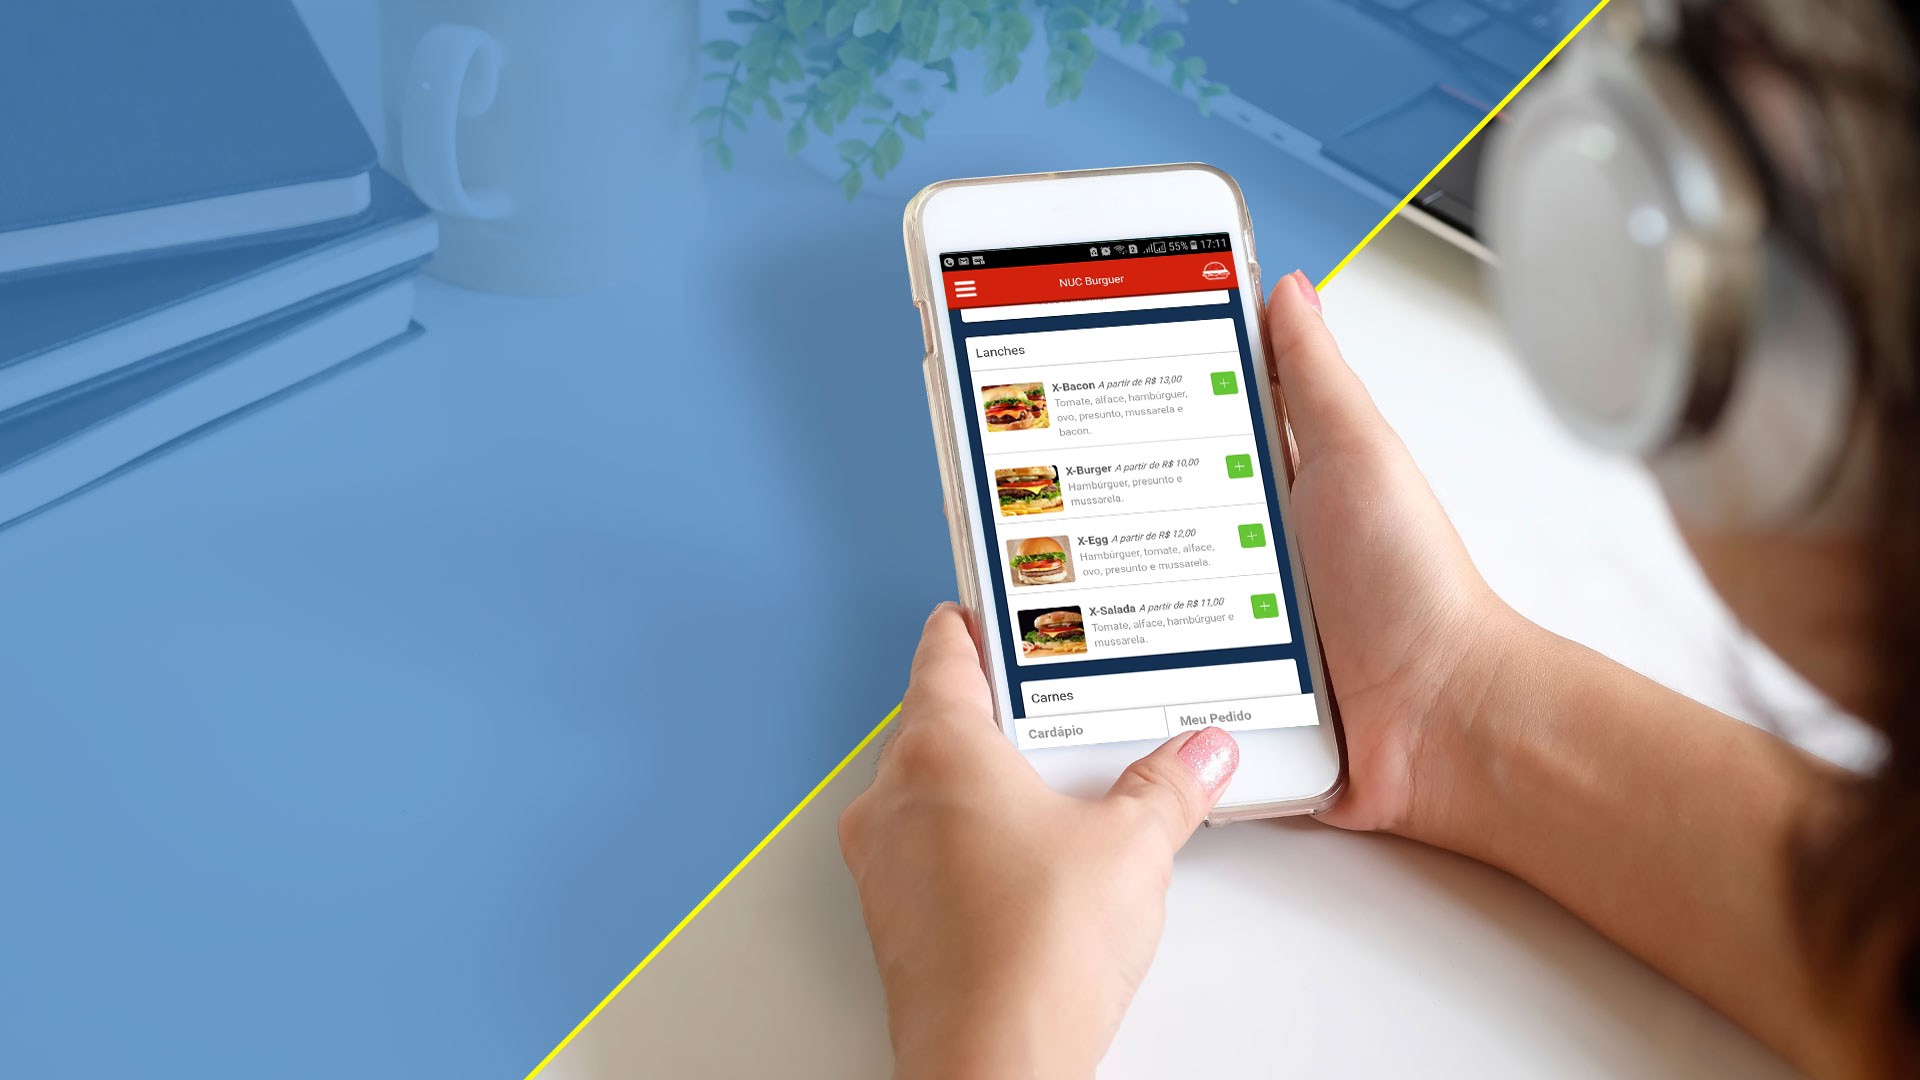 55% 17:11
NUC Burguer
Lanches
X-Bacon A partir de R$ 13,00
Tomate, alface, hambúrguer,
ovo, presunto, mussarela e
bacon.
X-Burger A partir de R$ 10,00
Hambúrguer, presunto e
mussarela.
X-Egg A partir de R$ 12,00
Hambúrguer, tomate, alface,
ovo, presunto e mussarela.
X-Salada A partir de R$ 11,00
Tomate, alface, hambúrguer e
mussarela.
Carnes
Cardápio
Meu Pedido